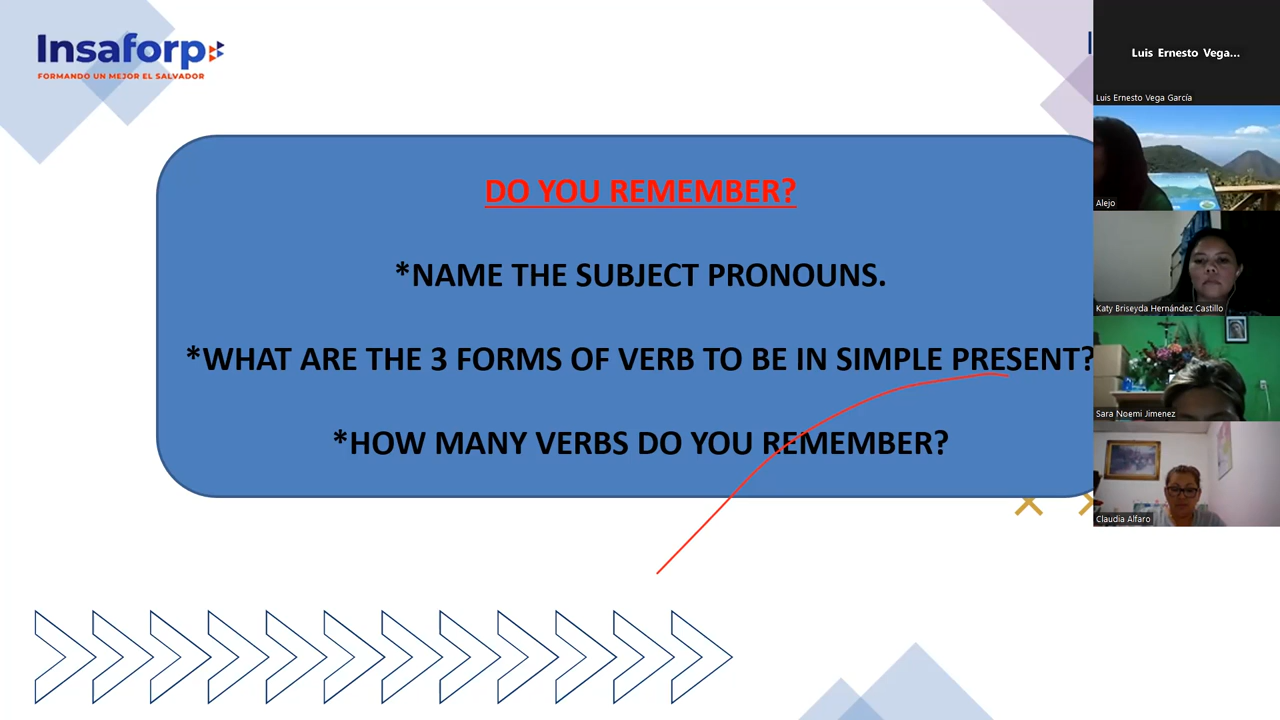 Insaforp
FORMANDO UN MEJOR EL SALVADOR
DO YOU REMEMBER?
*NAME THE SUBJECT PRONOUNS.
*WHAT ARE THE 3 FORMS OF VERB TO BE IN SIMPLE PRESENT?
*HOW MANY VERBS DO YOU REMEMBER?
Luis Ernesto Vega...
Luis Ernesto Vega García
Alejo
Katy Briseyda Hernández Castillo
Sara Noemi Jimenez
Claudia Alfaro